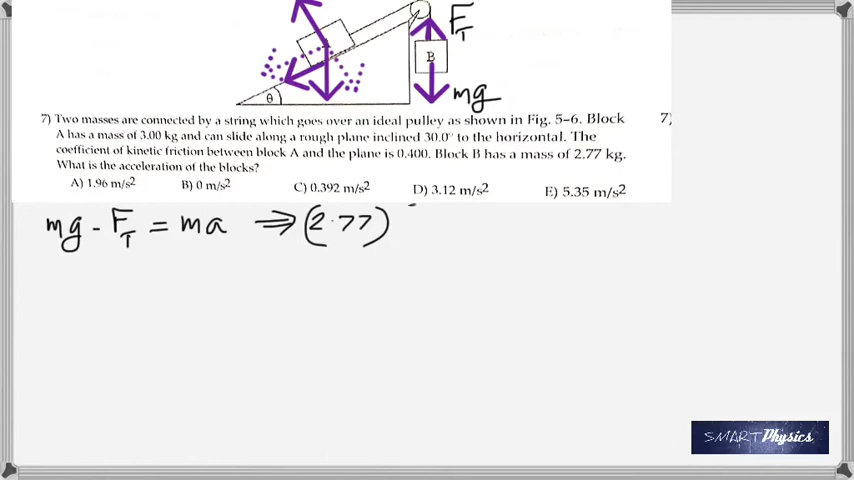 F_T
A
B
mg
θ
7) Two masses are connected by a string which goes over an ideal pulley as shown in Fig. 5–6. Block 7)
A has a mass of 3.00 kg and can slide along a rough plane inclined 30.0° to the horizontal. The
coefficient of kinetic friction between block A and the plane is 0.400. Block B has a mass of 2.77 kg.
What is the acceleration of the blocks?
A) 1.96 m/s² B) 0 m/s² C) 0.392 m/s² D) 3.12 m/s² E) 5.35 m/s²
mg - F_T = ma ⇒ (2.77)
SMARTPhysics